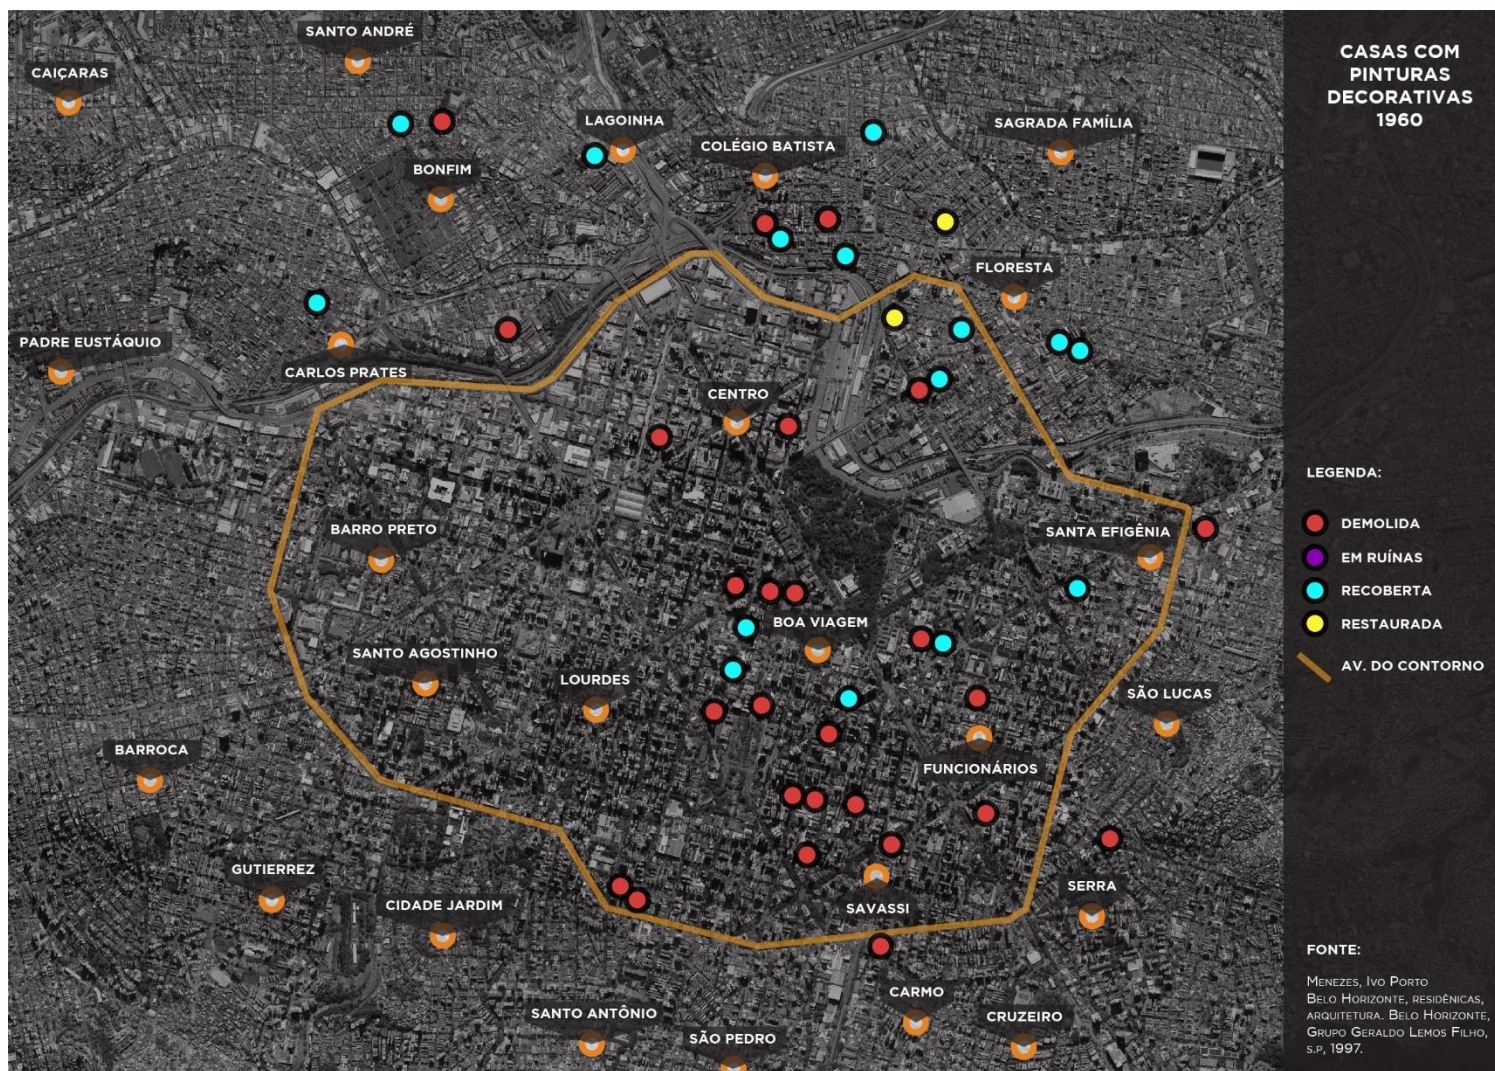 SANTO ANDRÉ
CAIÇARAS
LAGOINHA
SAGRADA FAMÍLIA
COLÉGIO BATISTA
BONFIM
FLORESTA
PADRE EUSTÁQUIO
CARLOS PRATES
CENTRO
BARRO PRETO
SANTA EFIGÊNIA
BOA VIAGEM
SANTO AGOSTINHO
LOURDES
SÃO LUCAS
BARROCA
FUNCIONÁRIOS
GUTIERREZ
SERRA
CIDADE JARDIM
SAVASSI
CARMO
SANTO ANTÔNIO
CRUZEIRO
SÃO PEDRO
CASAS COM
PINTURAS
DECORATIVAS
1960
LEGENDA:
DEMOLIDA
EM RUÍNAS
RECOBERTA
RESTAURADA
AV. DO CONTORNO
FONTE:
MENEZES, IVO PORTO
BELO HORIZONTE, RESIDÊNICAS,
ARQUITETURA. BELO HORIZONTE,
GRUPO GERALDO LEMOS FILHO,
S.P, 1997.